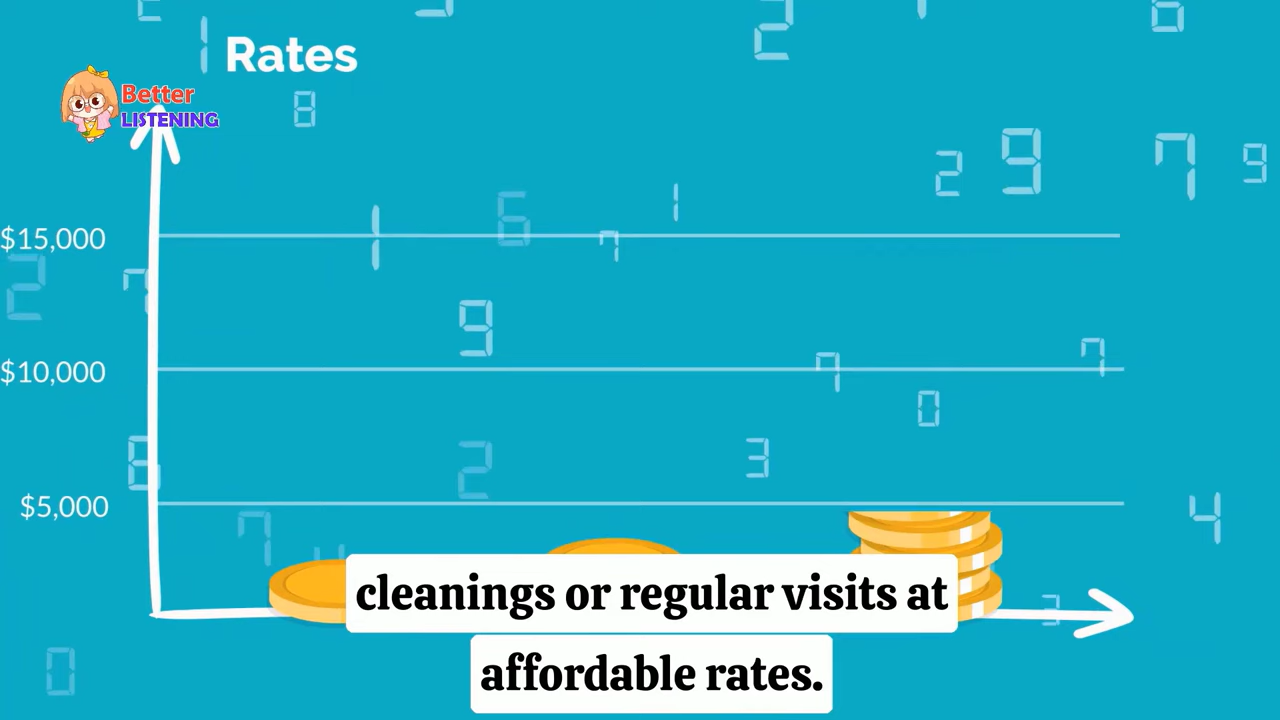 Rates
Better
LISTENING
$15,000
$10,000
$5,000
cleanings or regular visits at
affordable rates.